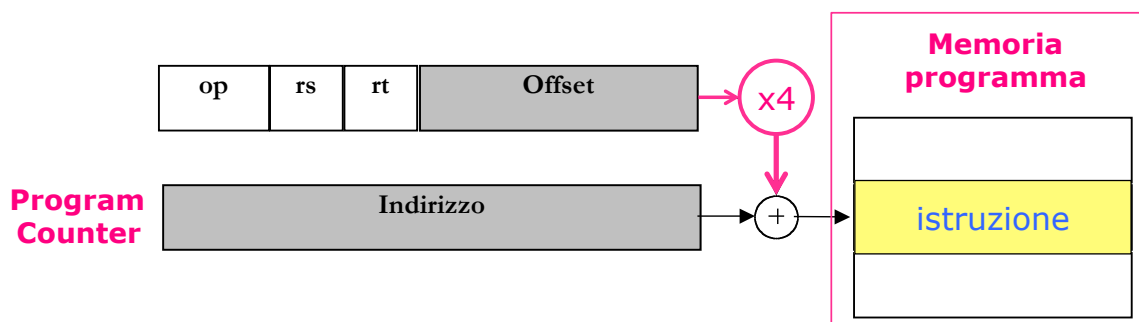 Memoria
programma
op rs rt Offset
x4
Program
Counter
Indirizzo
+
istruzione